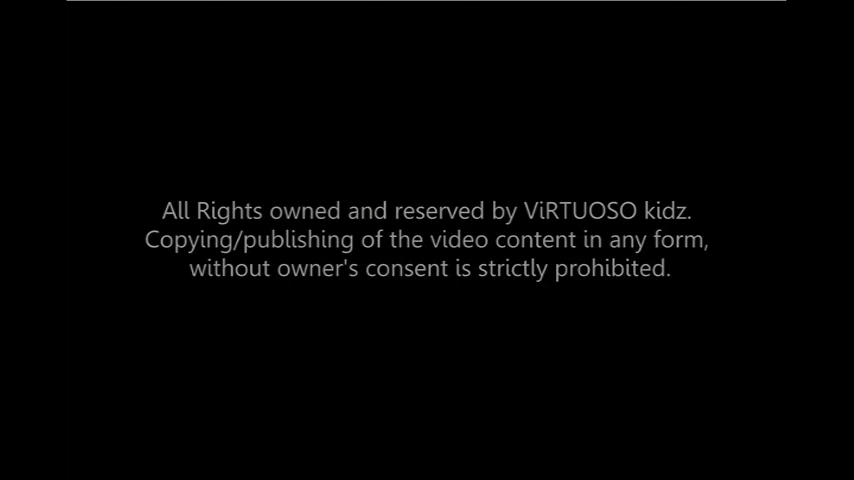 All Rights owned and reserved by ViRTUOSO kidz.
Copying/publishing of the video content in any form,
without owner's consent is strictly prohibited.